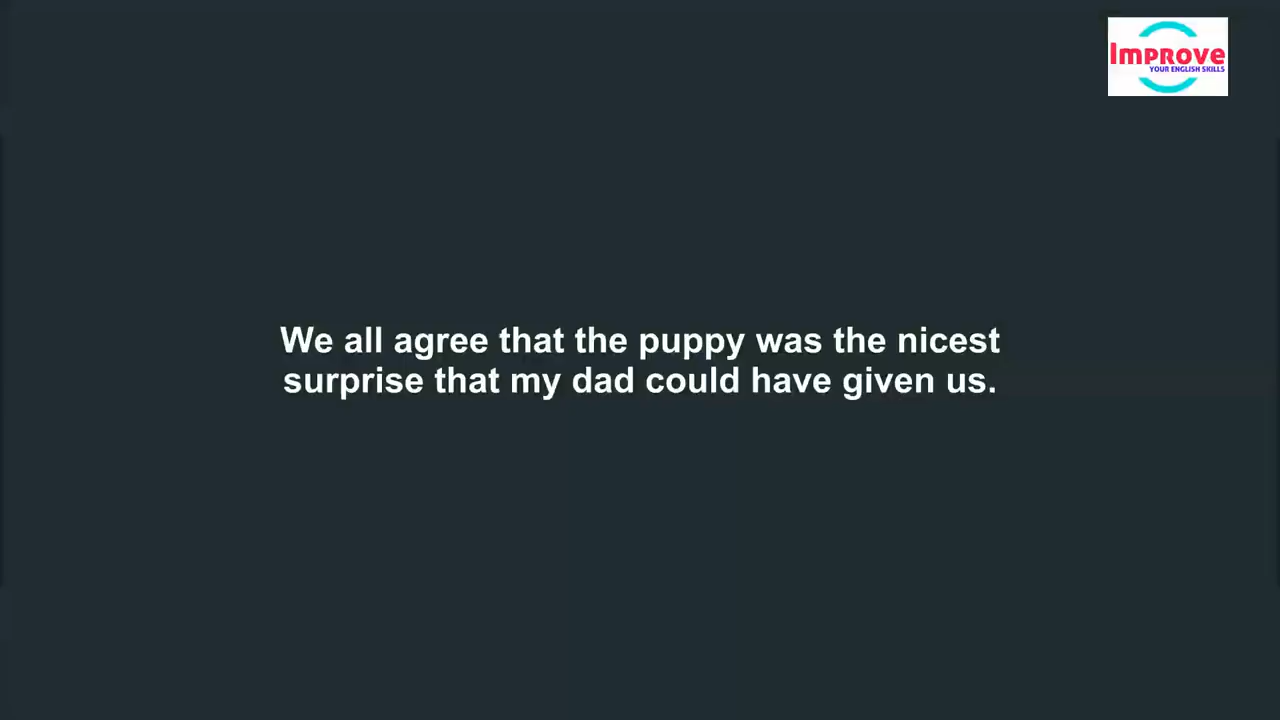 Improve
YOUR ENGLISH SKILLS
We all agree that the puppy was the nicest
surprise that my dad could have given us.